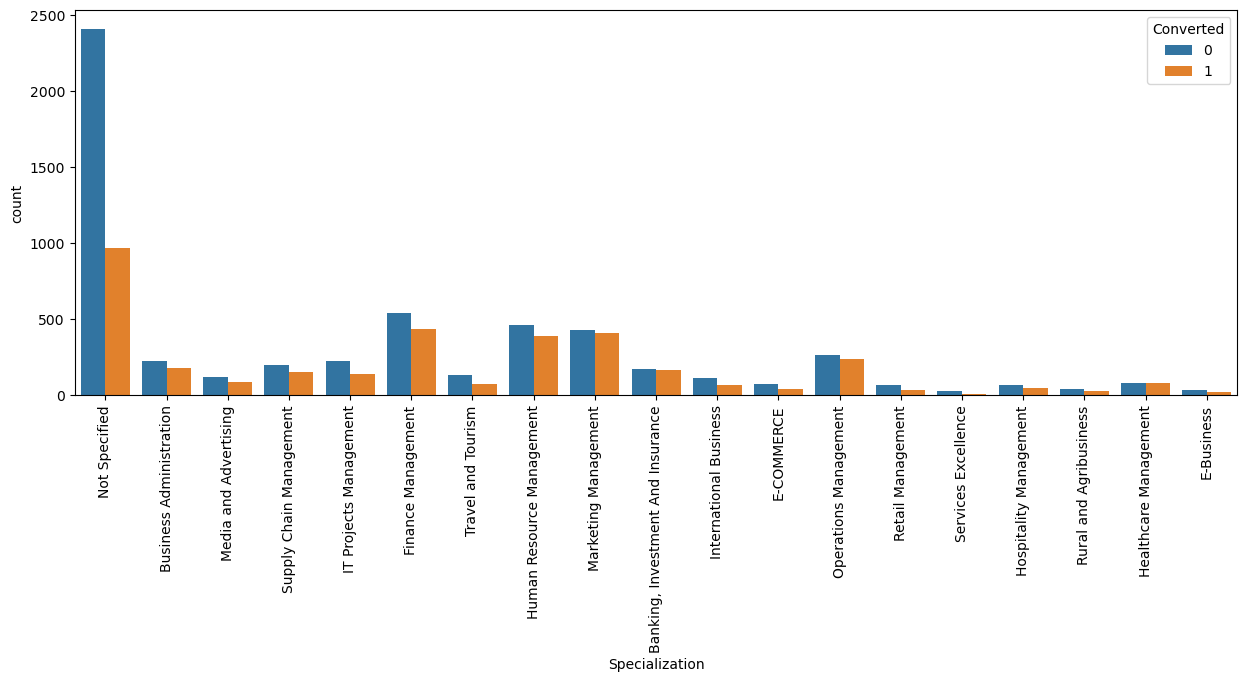 2500
2000
1500
1000
500
0
count
Converted
0
1
Not Specified
Business Administration
Media and Advertising
Supply Chain Management
IT Projects Management
Finance Management
Travel and Tourism
Human Resource Management
Marketing Management
Banking, Investment And Insurance
International Business
E-COMMERCE
Operations Management
Retail Management
Services Excellence
Hospitality Management
Rural and Agribusiness
Healthcare Management
E-Business
Specialization